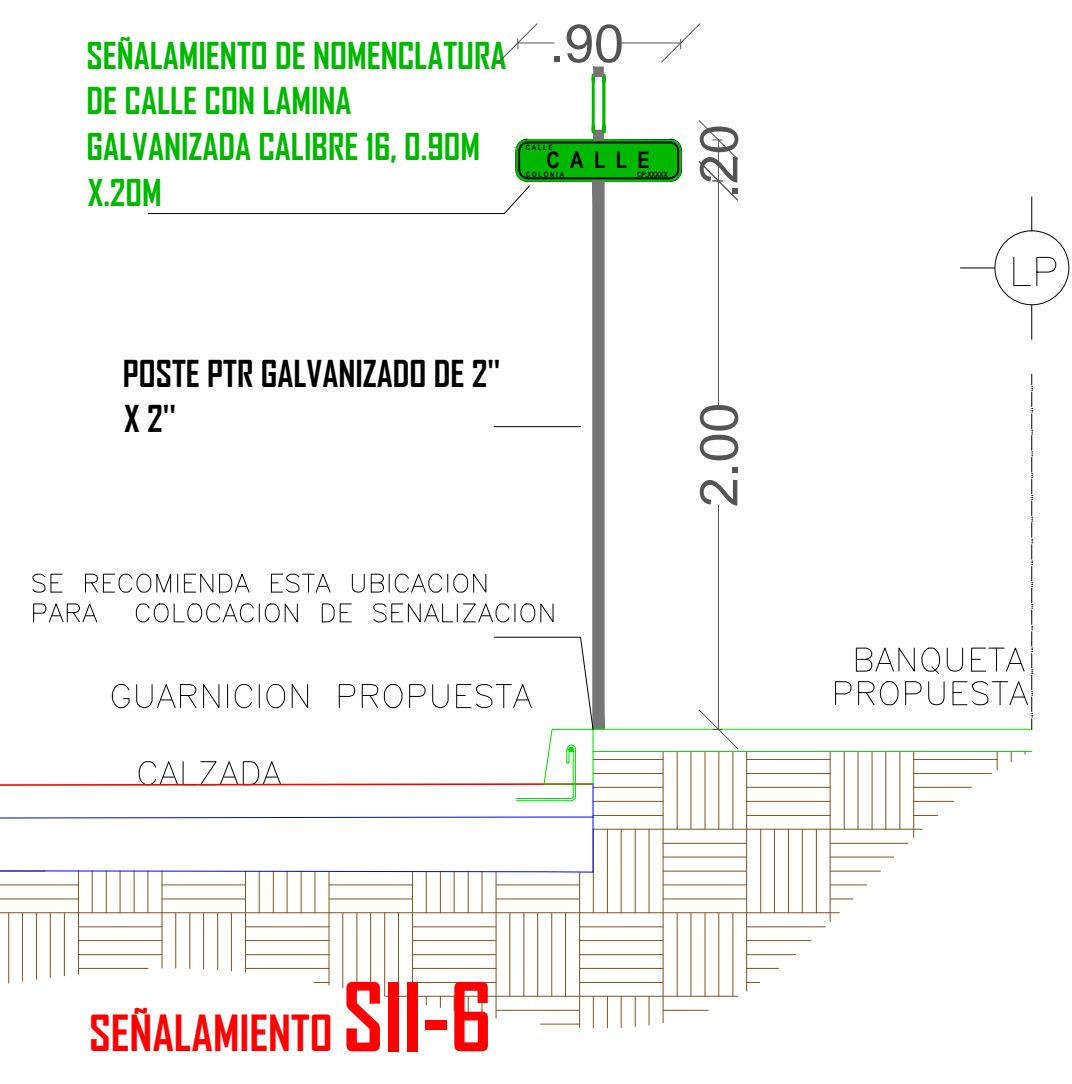 SEÑALAMIENTO DE NOMENCLATURA
DE CALLE CON LAMINA
GALVANIZADA CALIBRE 16, 0.90M
X.20M
.90
CALLE
CALLE
COLONIA
CP:XXXXX
.20
LP
POSTE PTR GALVANIZADO DE 2"
X 2"
2.00
SE RECOMIENDA ESTA UBICACION
PARA COLOCACION DE SENALIZACION
BANQUETA
PROPUESTA
GUARNICION PROPUESTA
CALZADA
SEÑALAMIENTO SII-6